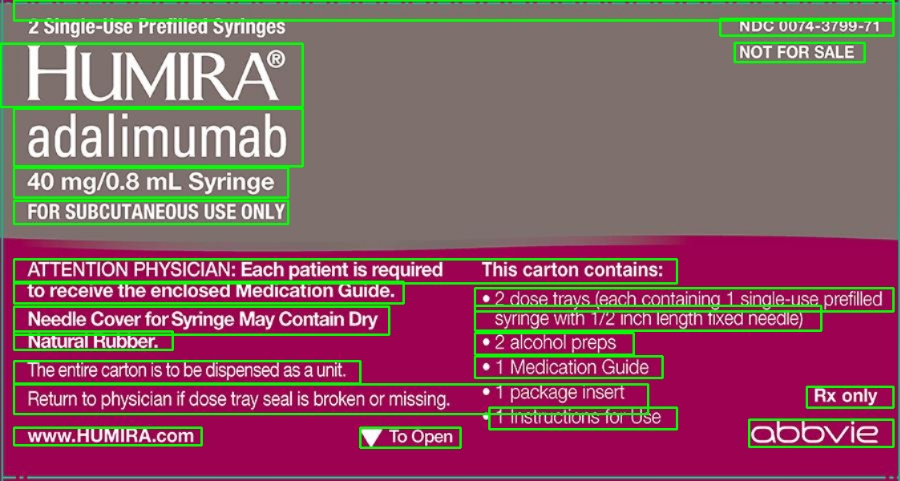 2 Single-Use Prefilled Syringes
NDC 0074-3799-71
NOT FOR SALE
HUMIRA®
adalimumab
40 mg/0.8 mL Syringe
FOR SUBCUTANEOUS USE ONLY
ATTENTION PHYSICIAN: Each patient is required
to receive the enclosed Medication Guide.
Needle Cover for Syringe May Contain Dry
Natural Rubber.
The entire carton is to be dispensed as a unit.
Return to physician if dose tray seal is broken or missing.
www.HUMIRA.com
▼ To Open
This carton contains:
• 2 dose trays (each containing 1 single-use prefilled
syringe with 1/2 inch length fixed needle)
• 2 alcohol preps
• 1 Medication Guide
• 1 package insert
• 1 Instructions for Use
Rx only
abbvie